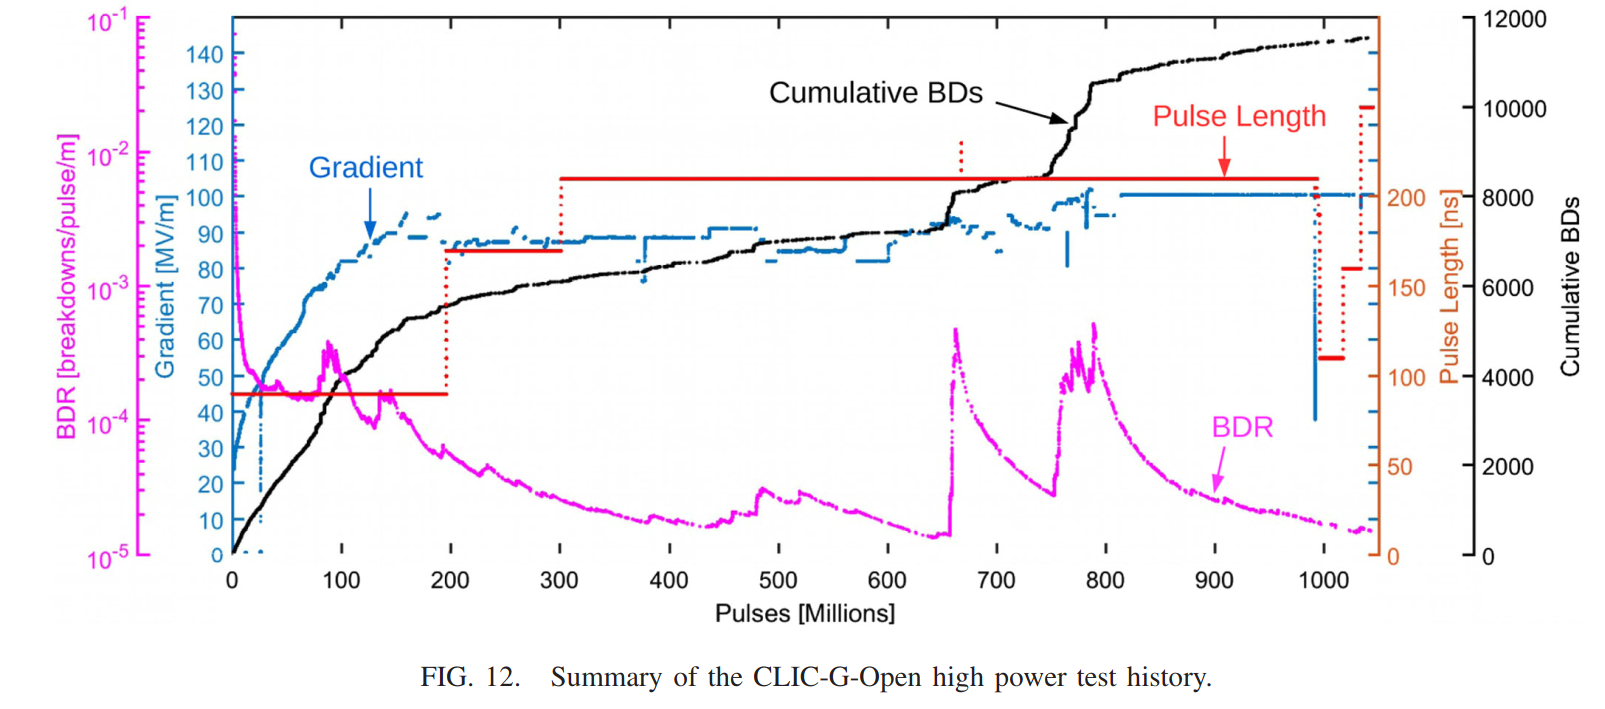 10⁻¹
10⁻²
10⁻³
10⁻⁴
10⁻⁵
BDR [breakdowns/pulse/m]
140
130
120
110
100
90
80
70
60
50
40
30
20
10
0
Gradient [MV/m]
Gradient
Cumulative BDs
Pulse Length
BDR
200
150
100
50
0
Pulse Length [ns]
12000
10000
8000
6000
4000
2000
0
Cumulative BDs
0 100 200 300 400 500 600 700 800 900 1000
Pulses [Millions]
FIG. 12. Summary of the CLIC-G-Open high power test history.